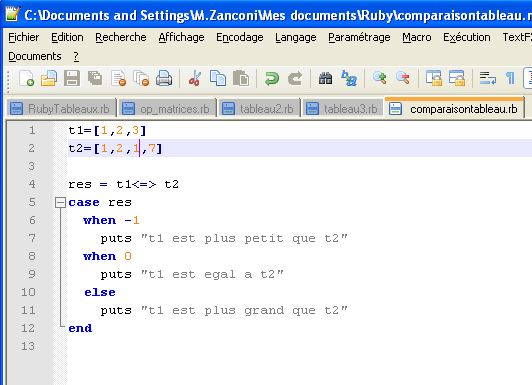 C:\Documents and Settings\M.Zanconi\Mes documents\Ruby\comparaisontableau.r
Fichier Edition Recherche Affichage Encodage Langage Paramétrage Macro Exécution TextF
Documents ?
RubyTableaux.rb op_matrices.rb tableau2.rb tableau3.rb comparaisontableau.rb
1 t1=[1,2,3]
2 t2=[1,2,1,7]
3
4 res = t1<=> t2
5 case res
6 when -1
7 puts "t1 est plus petit que t2"
8 when 0
9 puts "t1 est egal a t2"
10 else
11 puts "t1 est plus grand que t2"
12 end
13